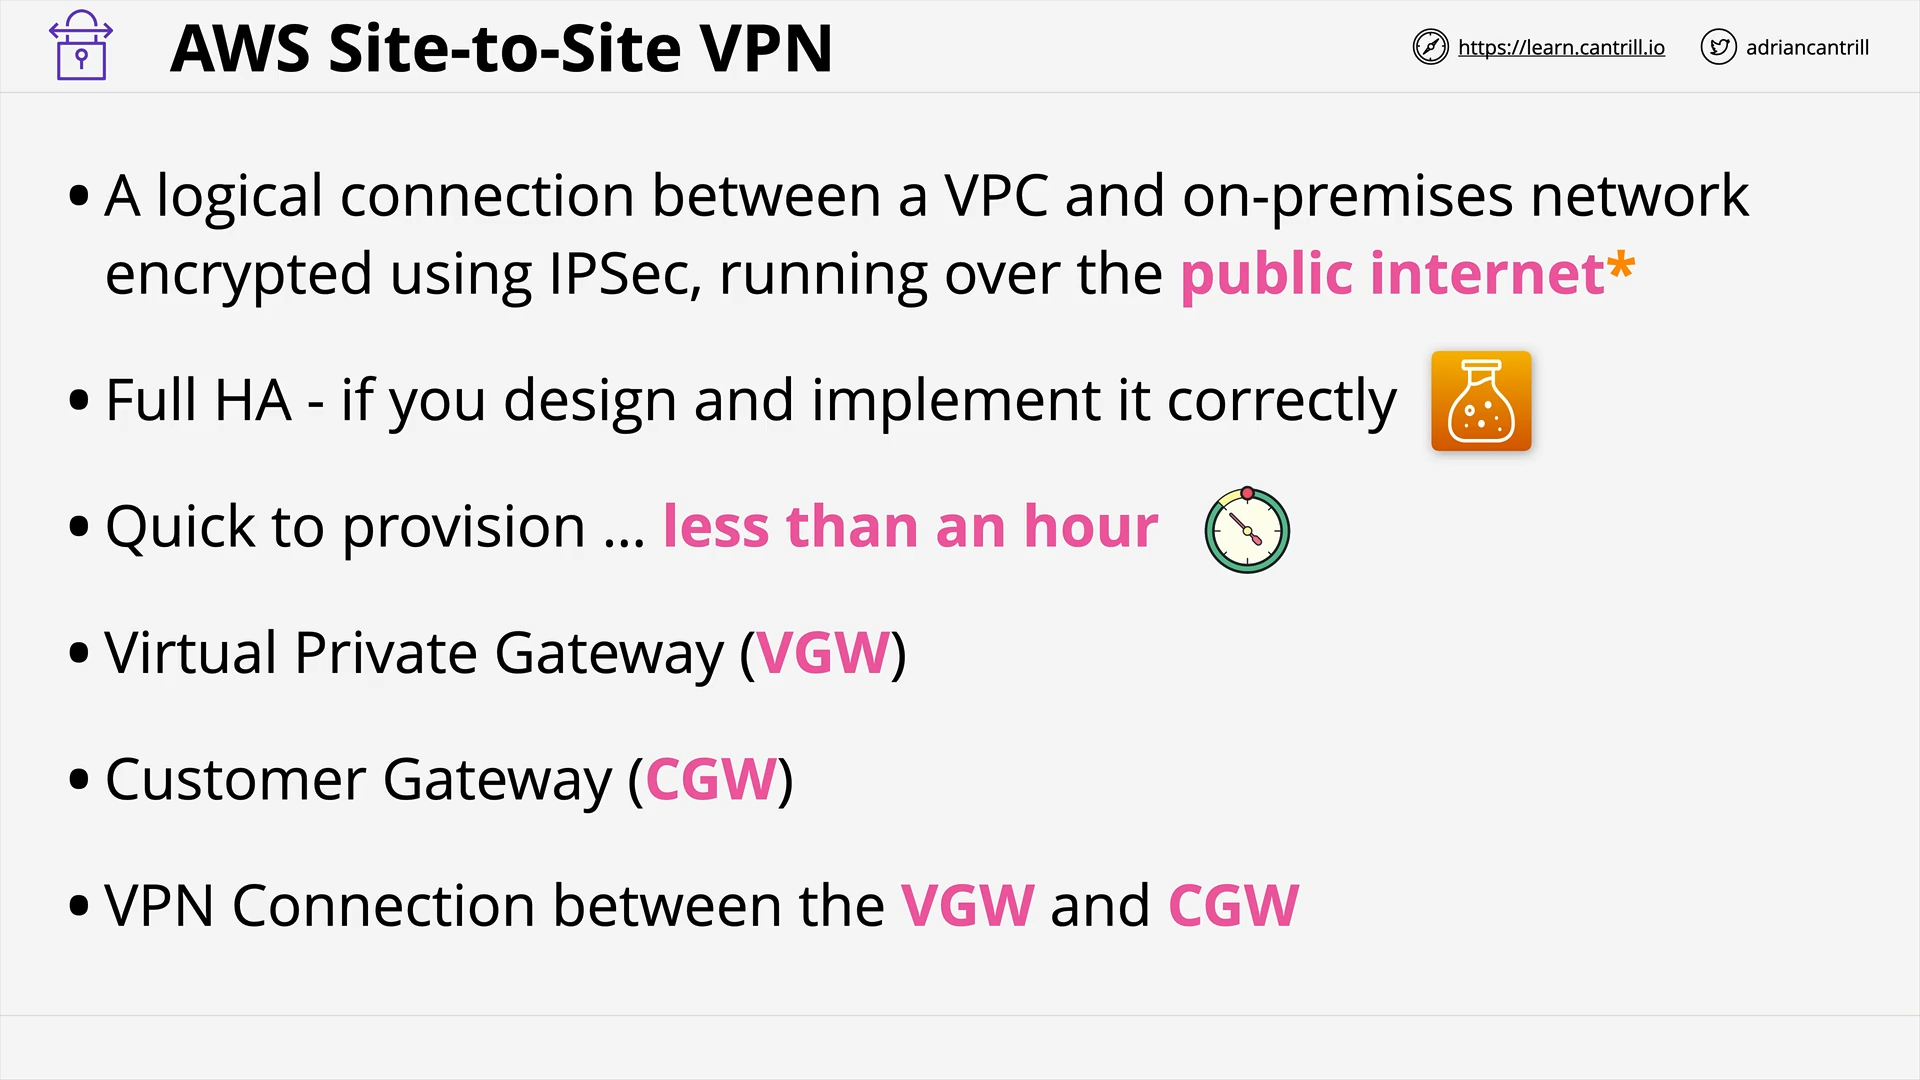 AWS Site-to-Site VPN
https://learn.cantrill.io
adriancantrill
• A logical connection between a VPC and on-premises network
encrypted using IPSec, running over the public internet*
• Full HA - if you design and implement it correctly
• Quick to provision ... less than an hour
• Virtual Private Gateway (VGW)
• Customer Gateway (CGW)
• VPN Connection between the VGW and CGW